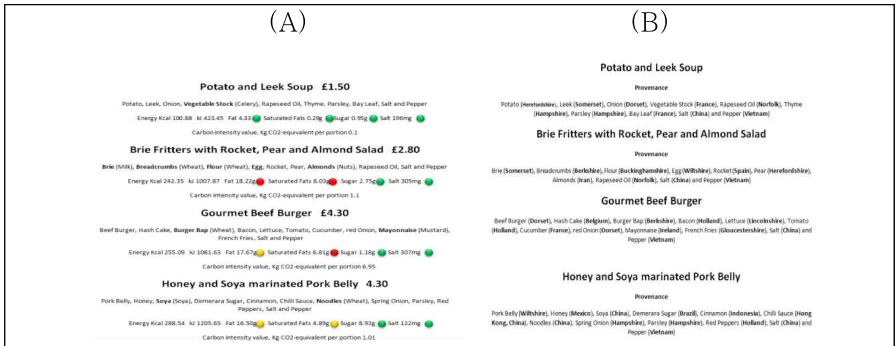 (A)
Potato and Leek Soup £1.50
Potato, Leek, Onion, Vegetable Stock (Celery), Rapeseed Oil, Thyme, Parsley, Bay Leaf, Salt and Pepper
Energy Kcal 100.88 kJ 423.45 Fat 4.33 Saturated Fats 0.29g Sugar 0.95g Salt 196mg
Carbon intensity value, Kg CO2-equivalent per portion 0.1
Brie Fritters with Rocket, Pear and Almond Salad £2.80
Brie (Milk), Breadcrumbs (Wheat), Flour (Wheat), Egg, Rocket, Pear, Almonds (Nuts), Rapeseed Oil, Salt and Pepper
Energy Kcal 242.35 kJ 1007.87 Fat 18.22g Saturated Fats 8.03g Sugar 2.75g Salt 305mg
Carbon intensity value, Kg CO2-equivalent per portion 1.1
Gourmet Beef Burger £4.30
Beef Burger, Hash Cake, Burger Bap (Wheat), Bacon, Lettuce, Tomato, Cucumber, red Onion, Mayonnaise (Mustard),
French Fries, Salt and Pepper
Energy Kcal 255.09 kJ 1061.63 Fat 17.67g Saturated Fats 6.81g Sugar 1.18g Salt 307mg
Carbon intensity value, Kg CO2-equivalent per portion 6.95
Honey and Soya marinated Pork Belly 4.30
Pork Belly, Honey, Soya (Soya), Demerara Sugar, Cinnamon, Chilli Sauce, Noodles (Wheat), Spring Onion, Parsley, Red
Peppers, Salt and Pepper
Energy Kcal 288.54 kJ 1205.65 Fat 16.50g Saturated Fats 4.89g Sugar 8.93g Salt 122mg
Carbon intensity value, Kg CO2-equivalent per portion 1.01
(B)
Potato and Leek Soup
Provenance
Potato (Herefordshire), Leek (Somerset), Onion (Dorset), Vegetable Stock (France), Rapeseed Oil (Norfolk), Thyme
(Hampshire), Parsley (Hampshire), Bay Leaf (France), Salt (China) and Pepper (Vietnam)
Brie Fritters with Rocket, Pear and Almond Salad
Provenance
Brie (Somerset), Breadcrumbs (Berkshire), Flour (Buckinghamshire), Egg (Wiltshire), Rocket (Spain), Pear (Herefordshire),
Almonds (Iran), Rapeseed Oil (Norfolk), Salt (China) and Pepper (Vietnam)
Gourmet Beef Burger
Beef Burger (Dorset), Hash Cake (Belgium), Burger Bap (Berkshire), Bacon (Holland), Lettuce (Lincolnshire), Tomato
(Holland), Cucumber (France), red Onion (Dorset), Mayonnaise (Ireland), French Fries (Gloucestershire), Salt (China) and
Pepper (Vietnam)
Honey and Soya marinated Pork Belly
Provenance
Pork Belly (Wiltshire), Honey (Mexico), Soya (China), Demerara Sugar (Brazil), Cinnamon (Indonesia), Chilli Sauce (Hong
Kong, China), Noodles (China), Spring Onion (Hampshire), Parsley (Hampshire), Red Peppers (Holland), Salt (China) and
Pepper (Vietnam)